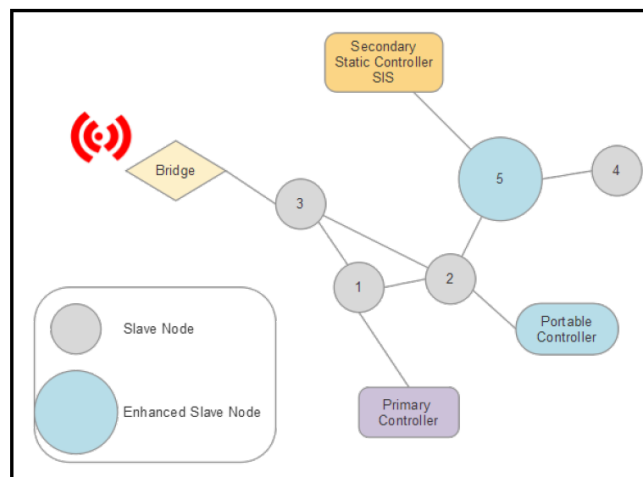 Secondary
Static Controller
SIS
Bridge
5
4
3
1
2
Portable
Controller
Primary
Controller
Slave Node
Enhanced Slave Node